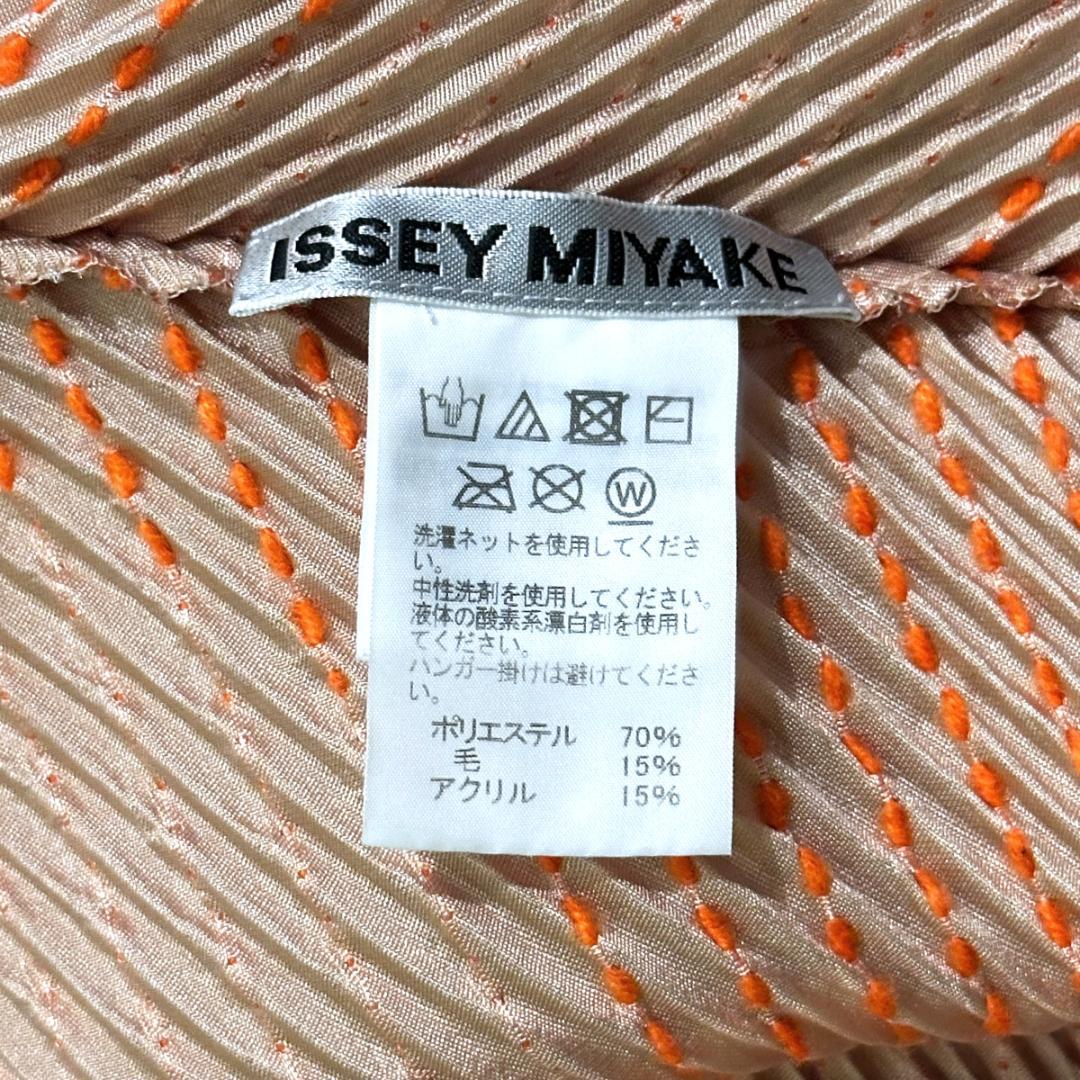 ISSEY MIYAKE
W
洗濯ネットを使用してくださ
い。
中性洗剤を使用してください。
液体の酸素系漂白剤を使用し
てください。
ハンガー掛けは避けてくださ
い。
ポリエステル 70%
毛 15%
アクリル 15%